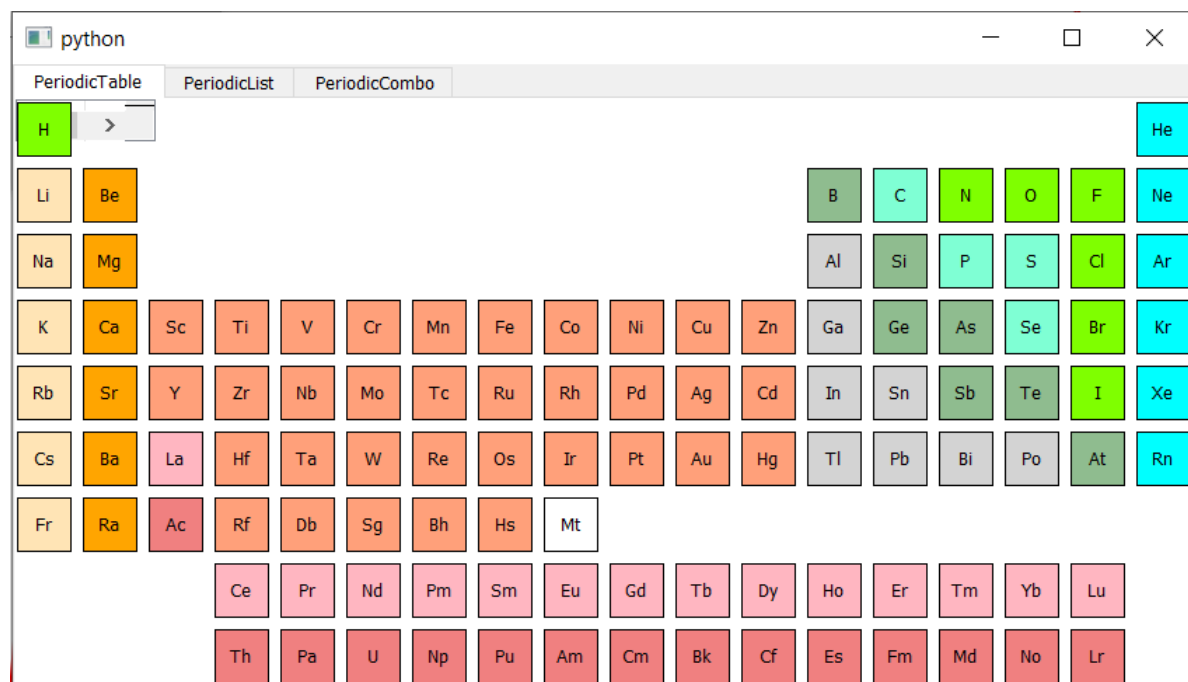 python
PeriodicTable PeriodicList PeriodicCombo
H > He
Li Be B C N O F Ne
Na Mg Al Si P S Cl Ar
K Ca Sc Ti V Cr Mn Fe Co Ni Cu Zn Ga Ge As Se Br Kr
Rb Sr Y Zr Nb Mo Tc Ru Rh Pd Ag Cd In Sn Sb Te I Xe
Cs Ba La Hf Ta W Re Os Ir Pt Au Hg Tl Pb Bi Po At Rn
Fr Ra Ac Rf Db Sg Bh Hs Mt
Ce Pr Nd Pm Sm Eu Gd Tb Dy Ho Er Tm Yb Lu
Th Pa U Np Pu Am Cm Bk Cf Es Fm Md No Lr